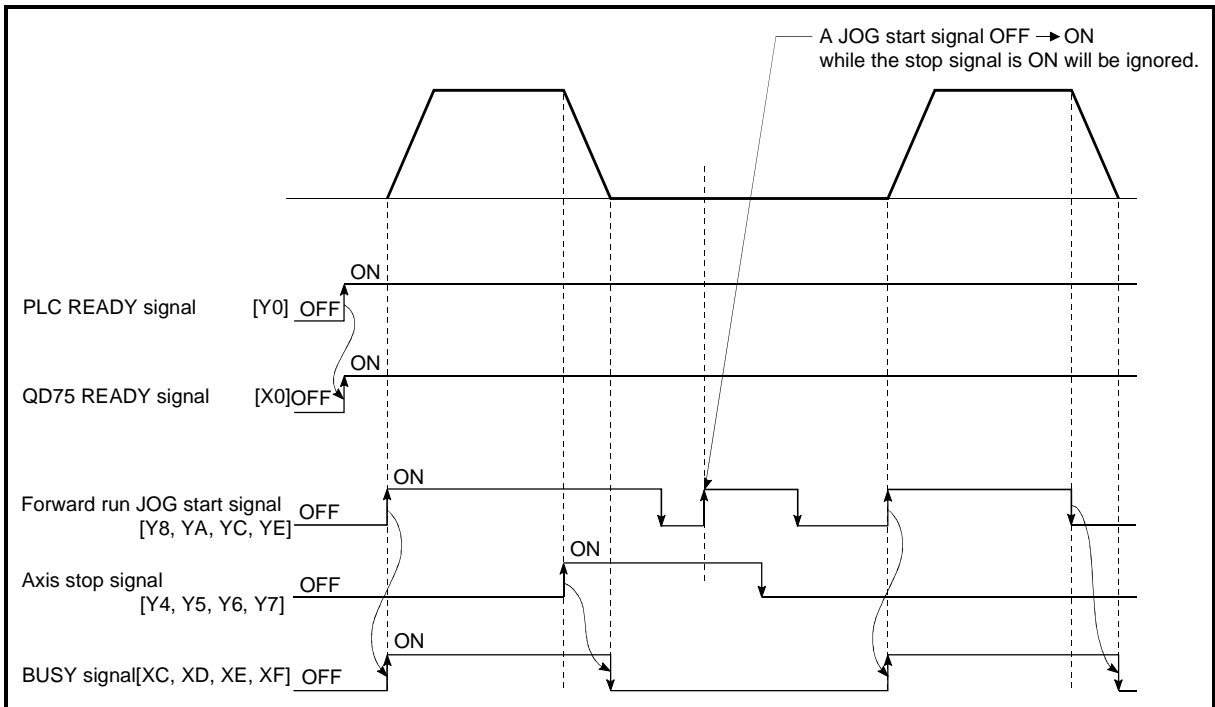 A JOG start signal OFF → ON
while the stop signal is ON will be ignored.
ON
PLC READY signal [Y0] OFF
ON
QD75 READY signal [X0]OFF
ON
Forward run JOG start signal OFF
[Y8, YA, YC, YE]
ON
Axis stop signal OFF
[Y4, Y5, Y6, Y7]
ON
BUSY signal[XC, XD, XE, XF] OFF